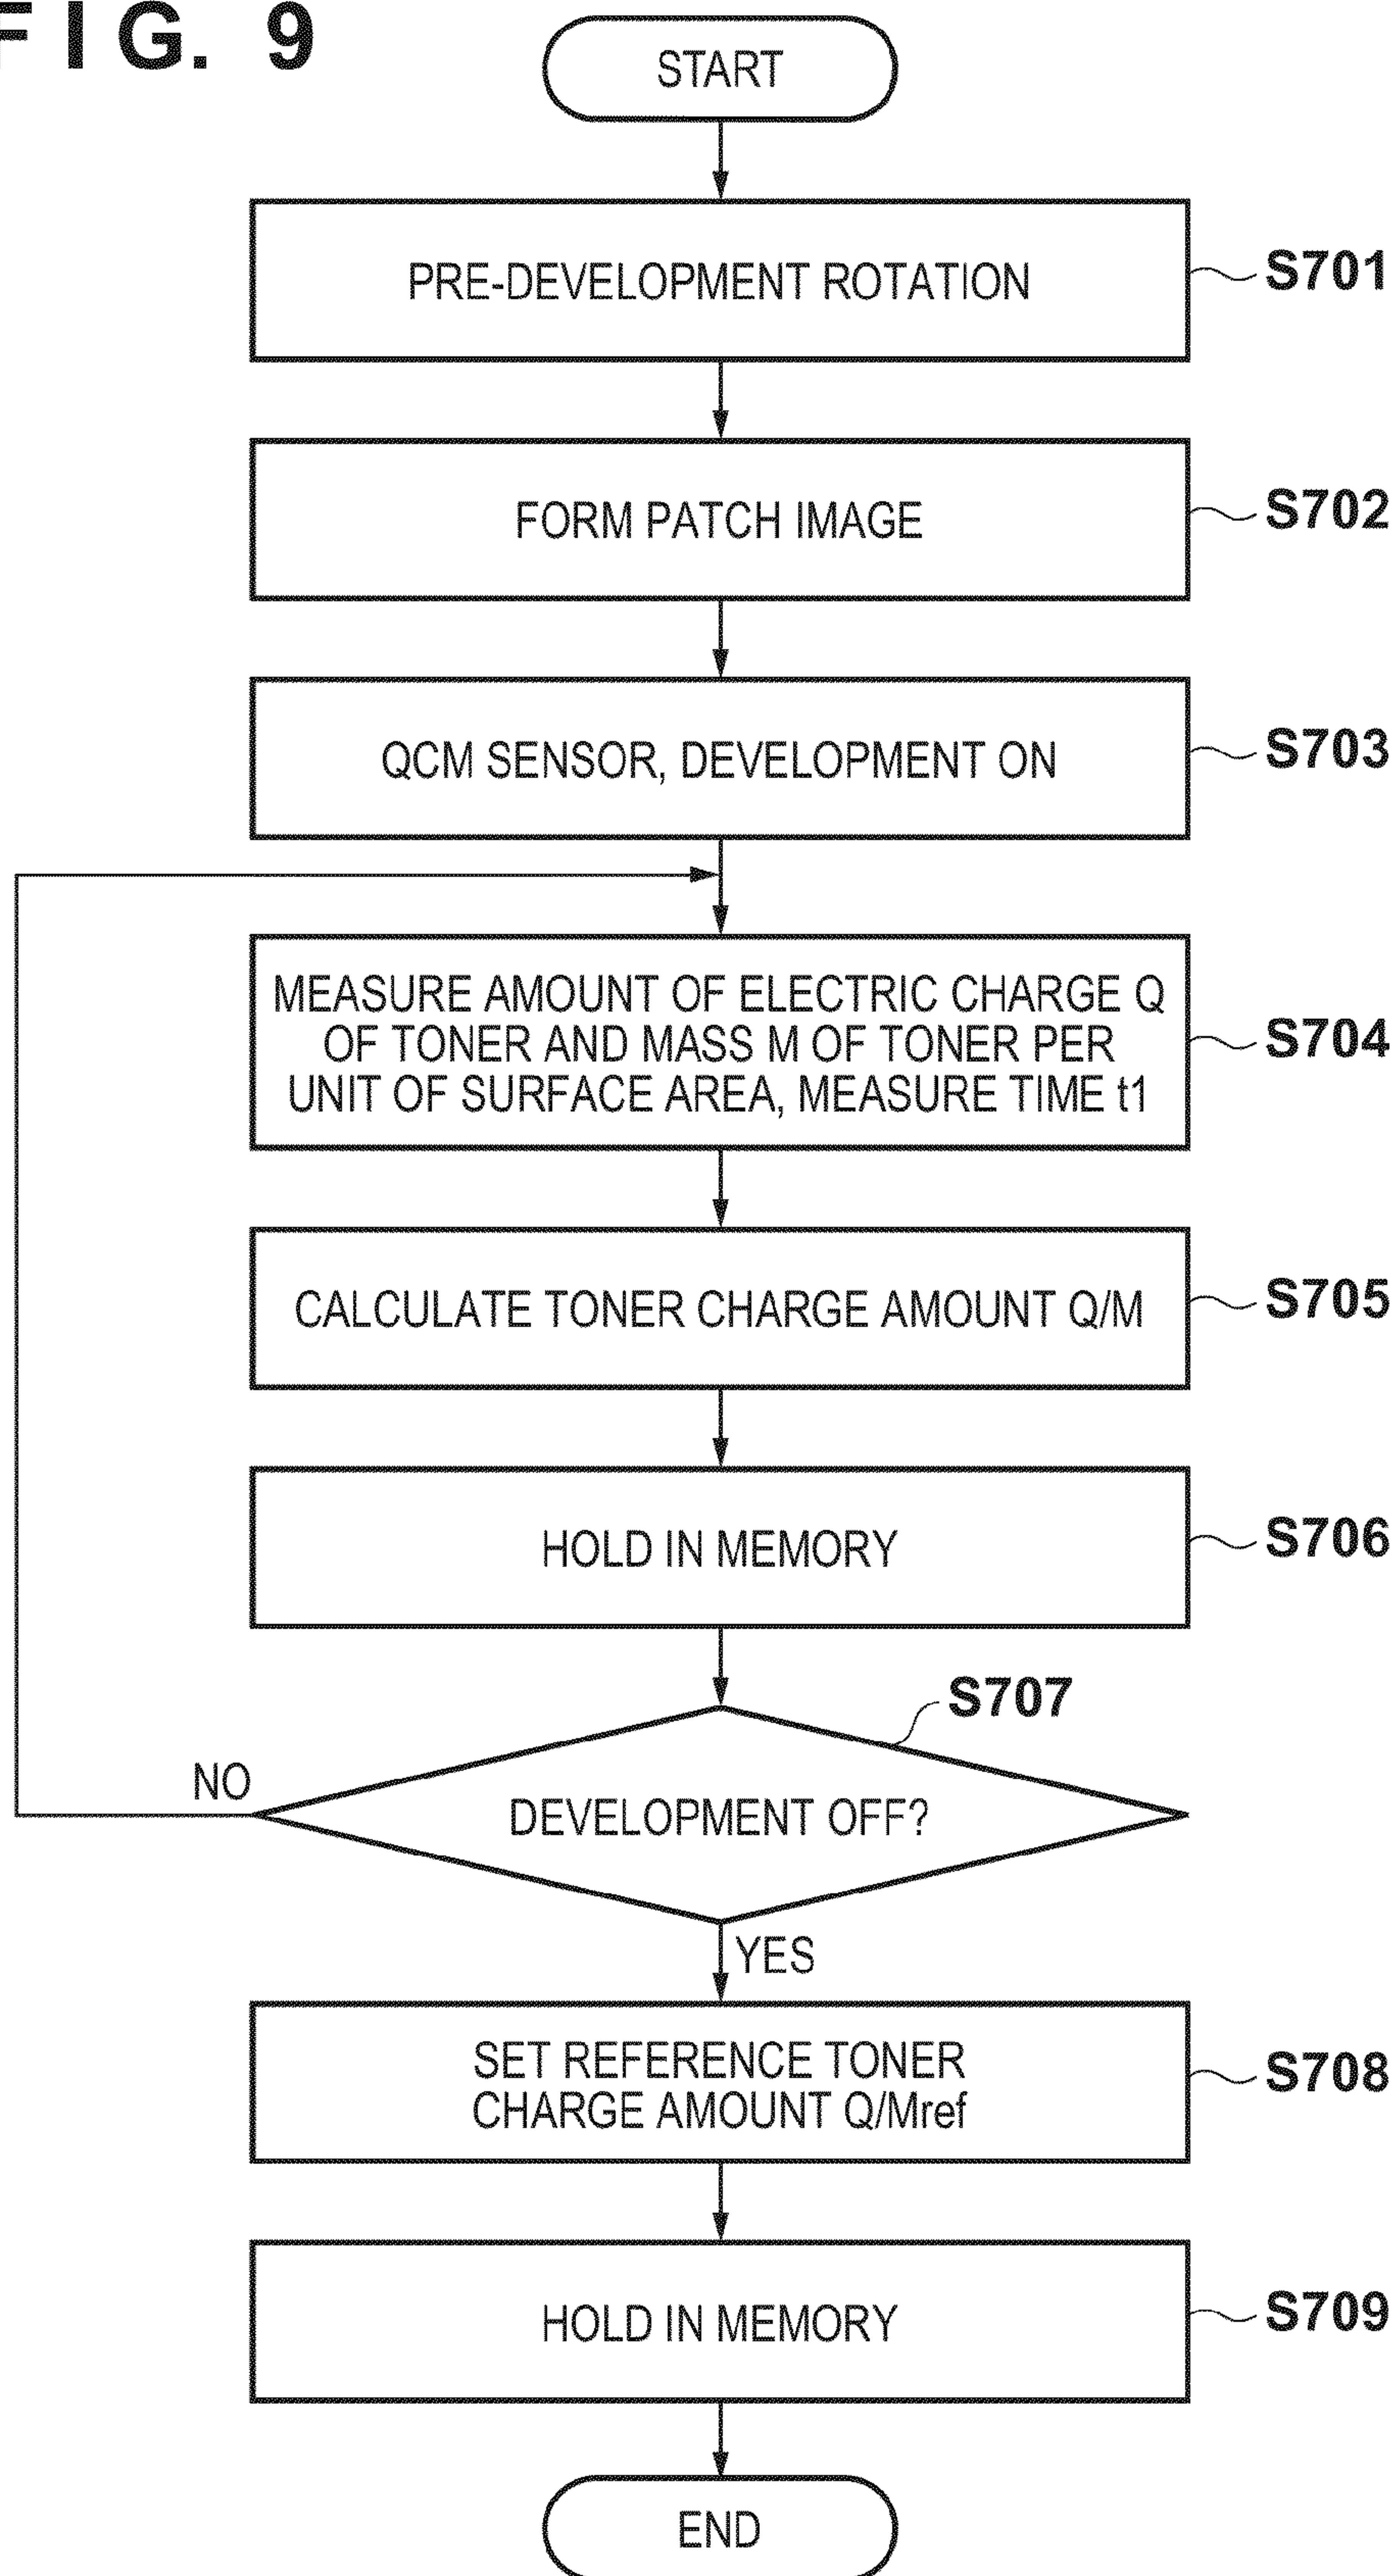 FIG. 9
START
PRE-DEVELOPMENT ROTATION
S701
FORM PATCH IMAGE
S702
QCM SENSOR, DEVELOPMENT ON
S703
MEASURE AMOUNT OF ELECTRIC CHARGE Q
OF TONER AND MASS M OF TONER PER
UNIT OF SURFACE AREA, MEASURE TIME t1
S704
CALCULATE TONER CHARGE AMOUNT Q/M
S705
HOLD IN MEMORY
S706
S707
NO
DEVELOPMENT OFF?
YES
SET REFERENCE TONER
CHARGE AMOUNT Q/Mref
S708
HOLD IN MEMORY
S709
END